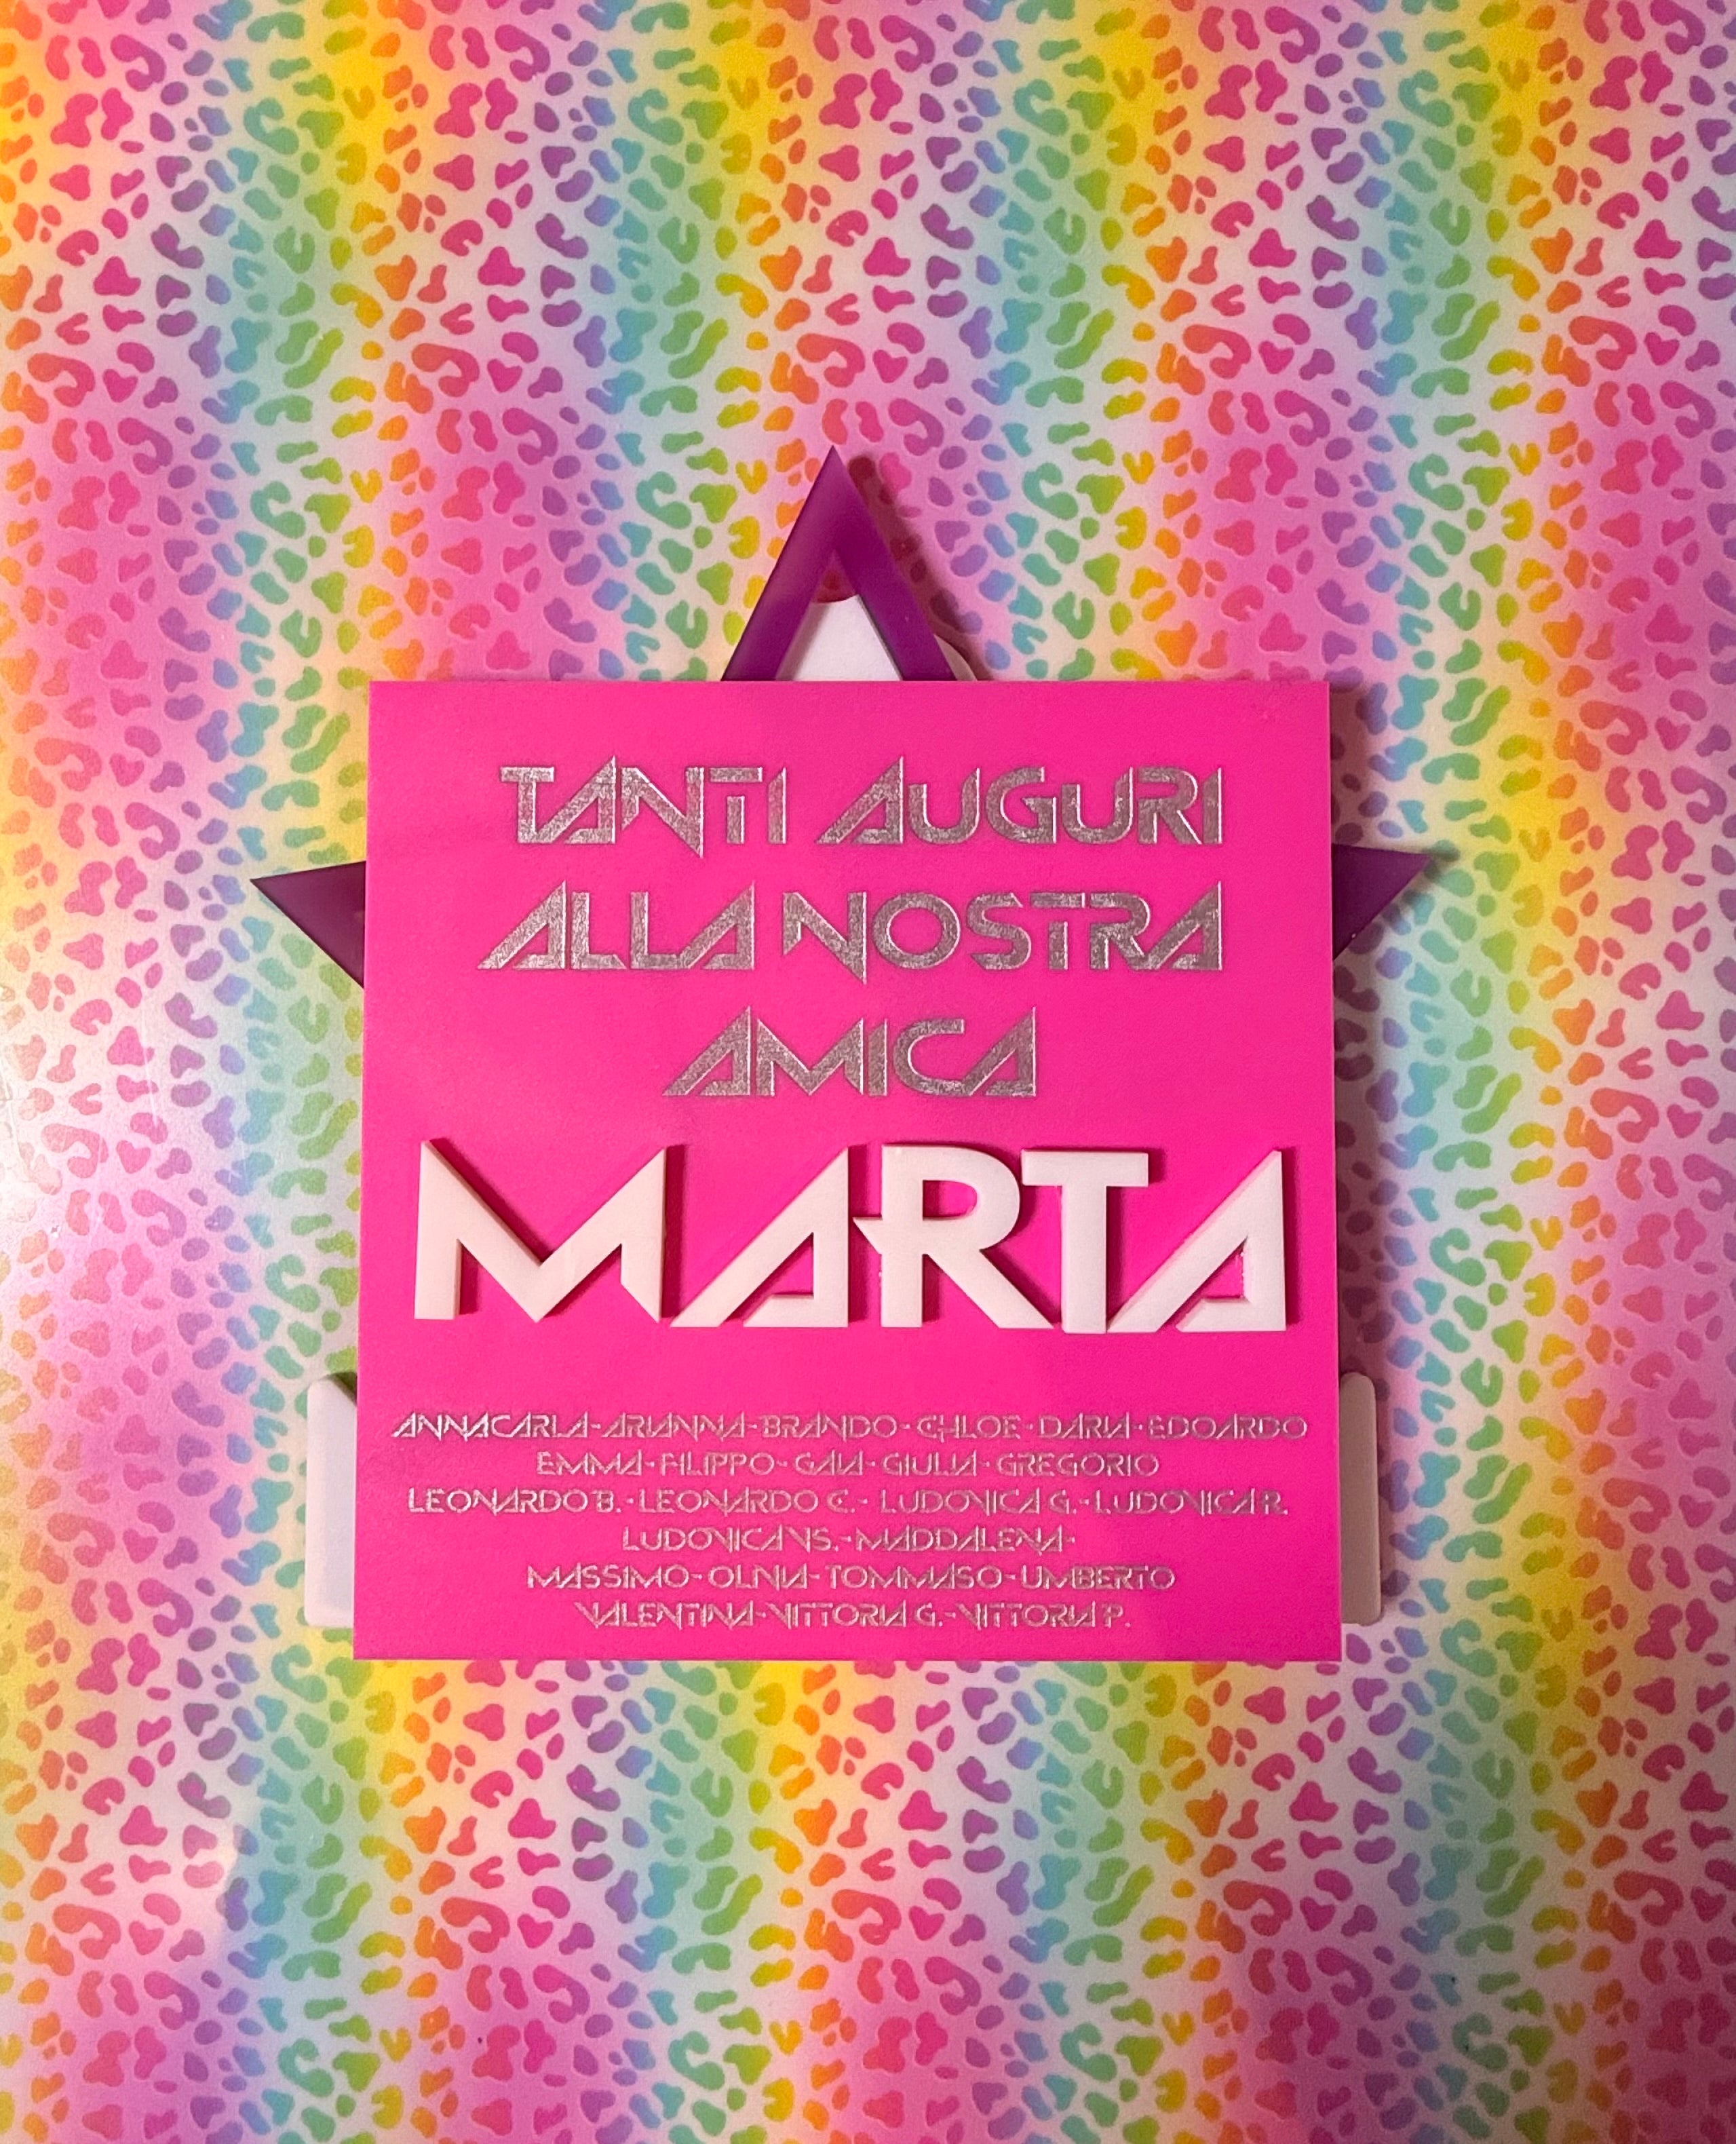 TANTI AUGURI
ALLA NOSTRA
AMICA
MARTA
ANNACARLA-ARIANNA-BRANDO-CHLOE-DARIA-EDOARDO
EMMA-FILIPPO-GAIA-GIULIA-GREGORIO
LEONARDO B.-LEONARDO C.-LUDOVICA G.-LUDOVICA R.
LUDOVICA VS.-MADDALENA-
MASSIMO-OLIVIA-TOMMASO-UMBERTO
VALENTINA-VITTORIA G.-VITTORIA P.